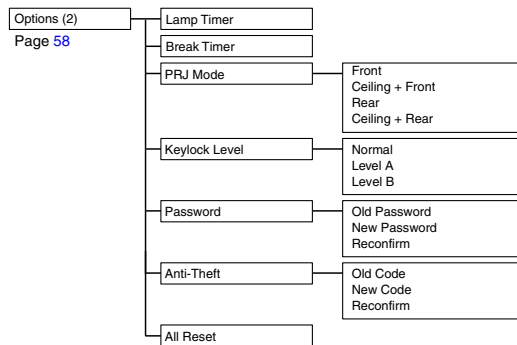 Options (2)
Page 58
Lamp Timer
Break Timer
PRJ Mode
Front
Ceiling + Front
Rear
Ceiling + Rear
Keylock Level
Normal
Level A
Level B
Password
Old Password
New Password
Reconfirm
Anti-Theft
Old Code
New Code
Reconfirm
All Reset